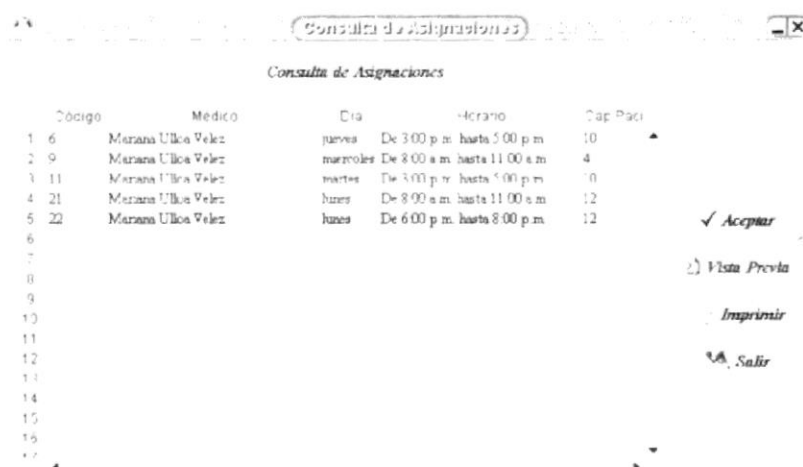 Consulta de Asignaciones
Consulta de Asignaciones
Código Médico Día Horario Cap Paci
1 6 Mariana Ulloa Velez jueves De 3:00 p.m. hasta 5:00 p.m. 10
2 9 Mariana Ulloa Velez miercoles De 8:00 a.m. hasta 11:00 a.m. 4
3 11 Mariana Ulloa Velez martes De 3:00 p.m. hasta 5:00 p.m. 10
4 21 Mariana Ulloa Velez lunes De 8:00 a.m. hasta 11:00 a.m. 12
5 22 Mariana Ulloa Velez lunes De 6:00 p.m. hasta 8:00 p.m. 12
6
7
8
9
10
11
12
13
14
15
16
17
Aceptar
Vista Previa
Imprimir
Salir